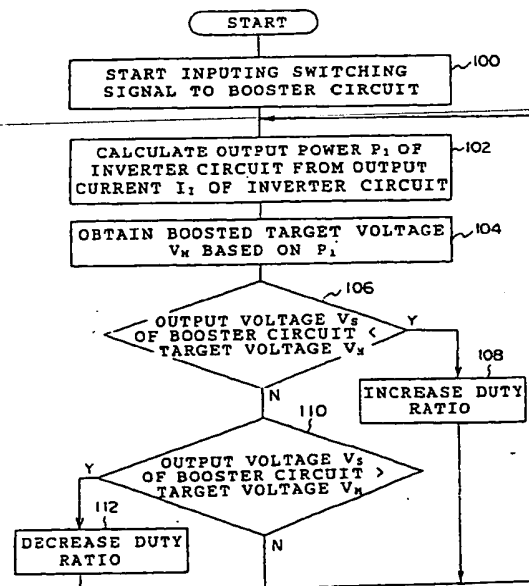 START
START INPUTING SWITCHING
SIGNAL TO BOOSTER CIRCUIT
100
CALCULATE OUTPUT POWER P1 OF
INVERTER CIRCUIT FROM OUTPUT
CURRENT I1 OF INVERTER CIRCUIT
102
OBTAIN BOOSTED TARGET VOLTAGE
VM BASED ON P1
104
106
OUTPUT VOLTAGE VS
OF BOOSTER CIRCUIT <
TARGET VOLTAGE VM
Y
N
108
INCREASE DUTY
RATIO
110
OUTPUT VOLTAGE VS
OF BOOSTER CIRCUIT >
TARGET VOLTAGE VM
Y
N
112
DECREASE DUTY
RATIO